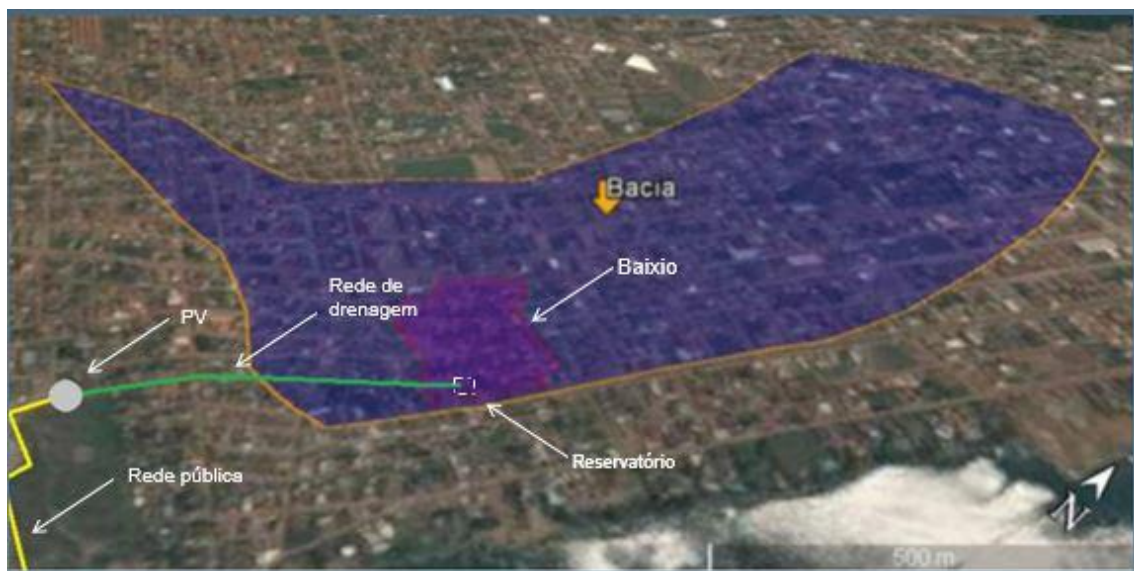 Bacia
Baixio
Rede de
drenagem
PV
Reservatório
Rede pública
N
500 m